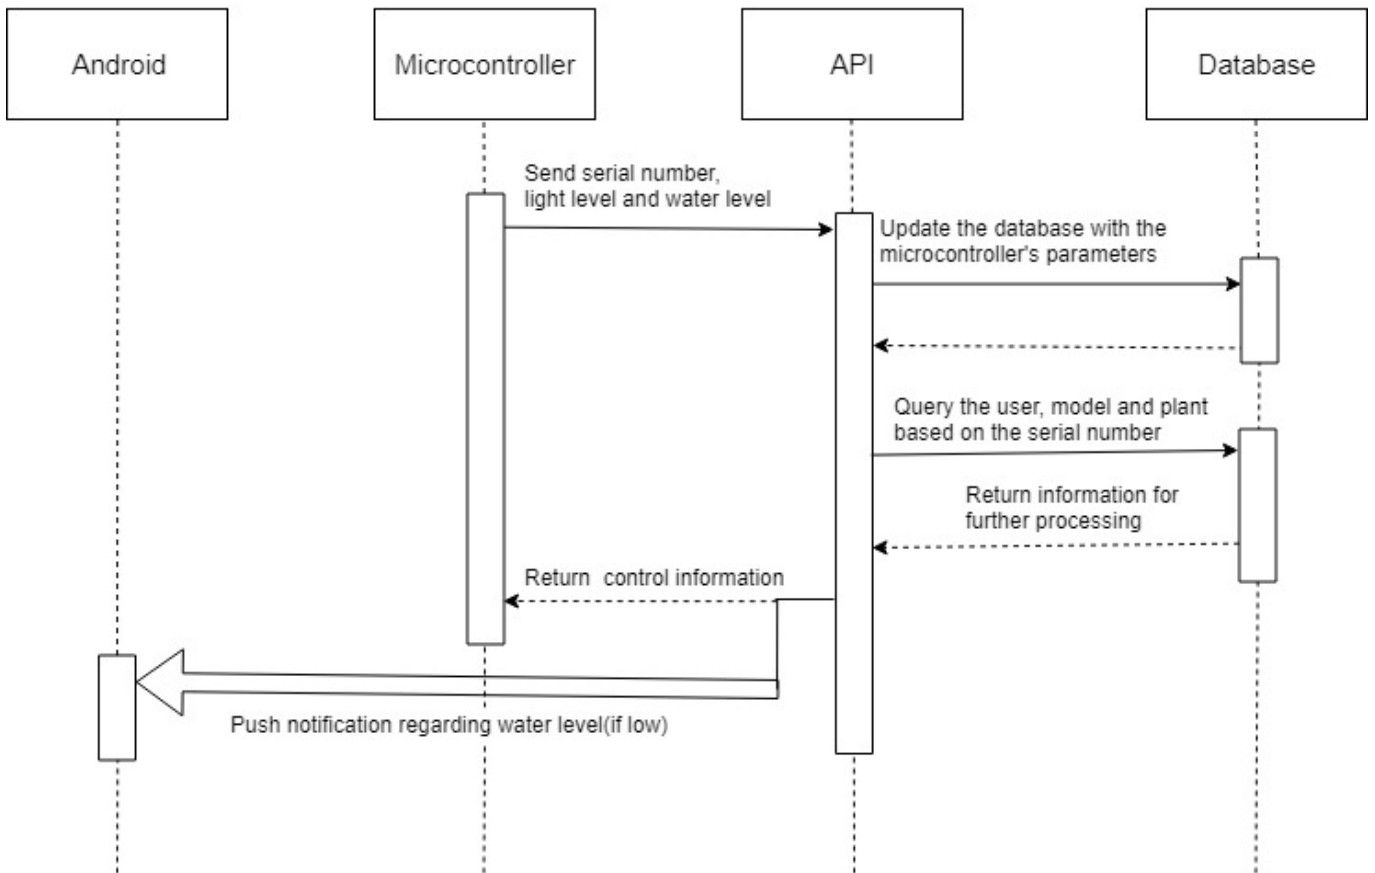 Android
Microcontroller
API
Database
Send serial number,
light level and water level
Update the database with the
microcontroller's parameters
Query the user, model and plant
based on the serial number
Return information for
further processing
Return  control information
Push notification regarding water level(if low)